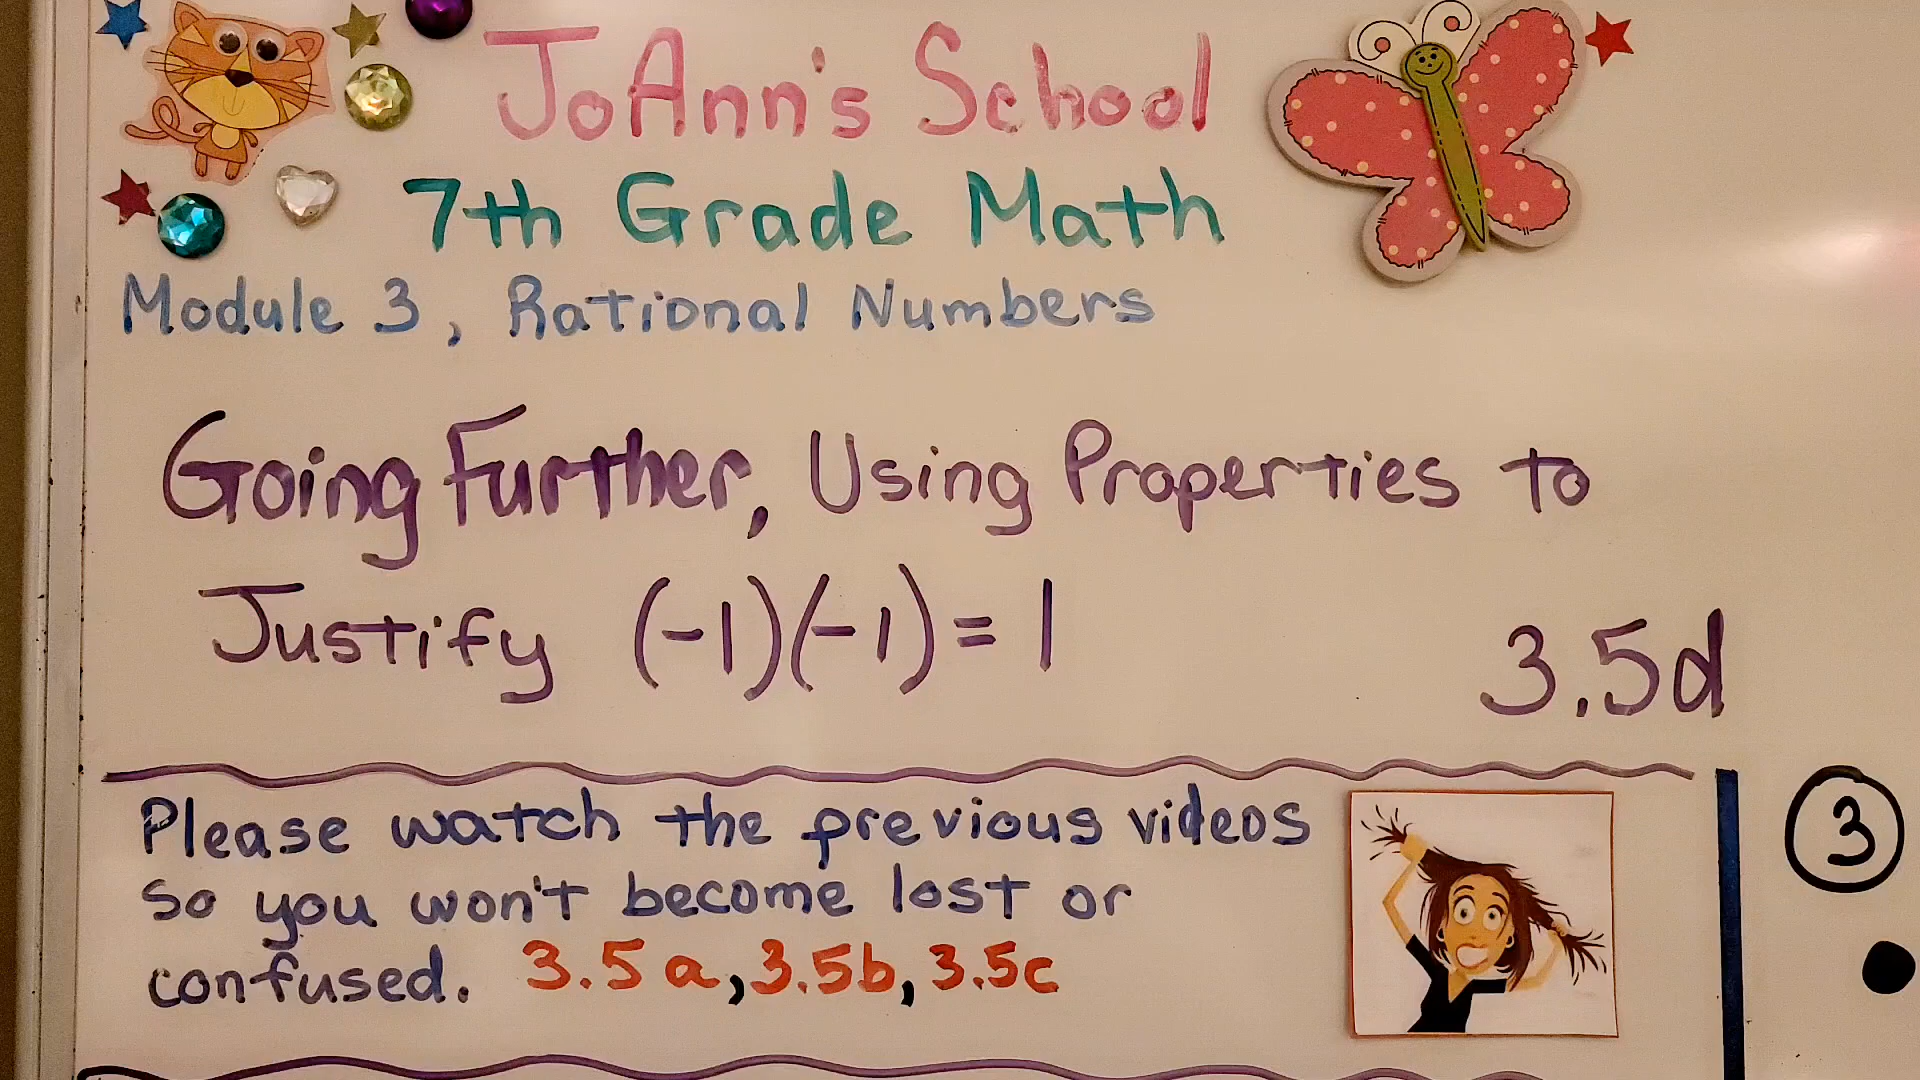 JoAnn's School
7th Grade Math
Module 3, Rational Numbers
Going Further, Using Properties to
Justify (-1)(-1) = 1
3.5d
Please watch the previous videos
so you won't become lost or
confused. 3.5a, 3.5b, 3.5c
3